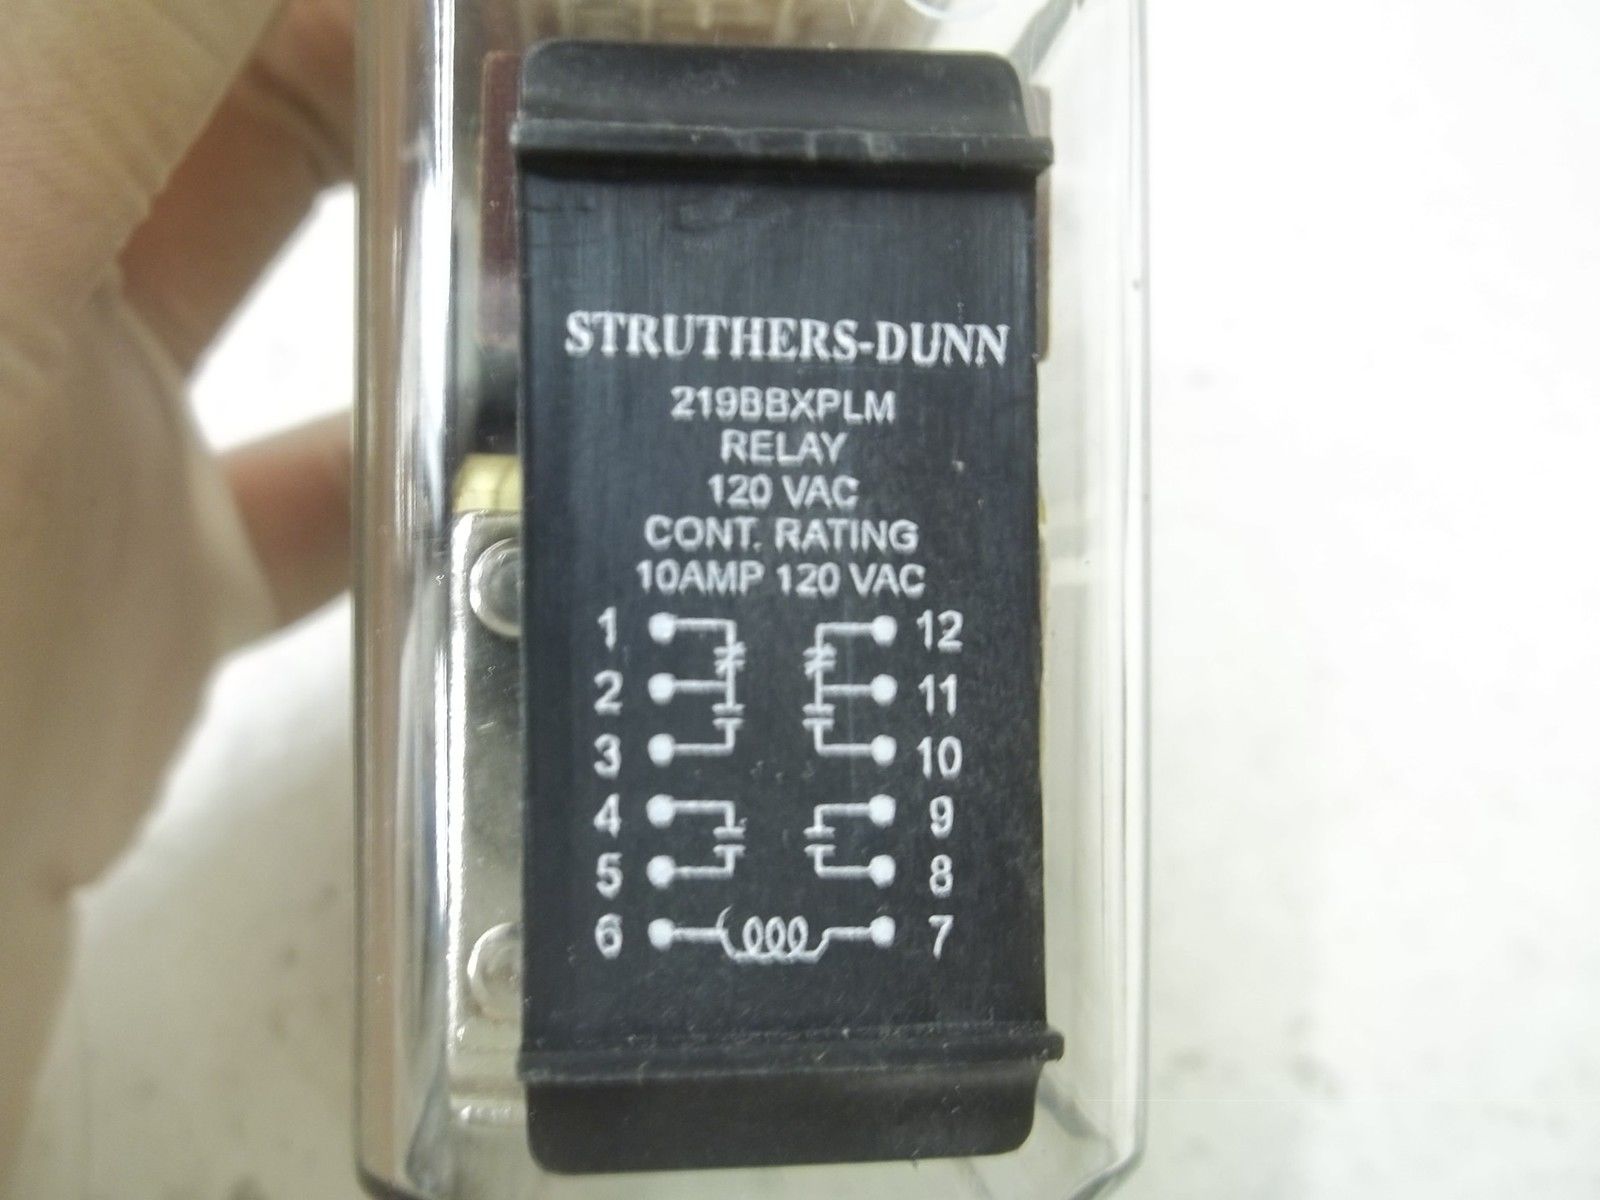 STRUTHERS-DUNN
219BBXPLM
RELAY
120 VAC
CONT. RATING
10AMP 120 VAC
1 12
2 11
3 10
4 9
5 8
6 7